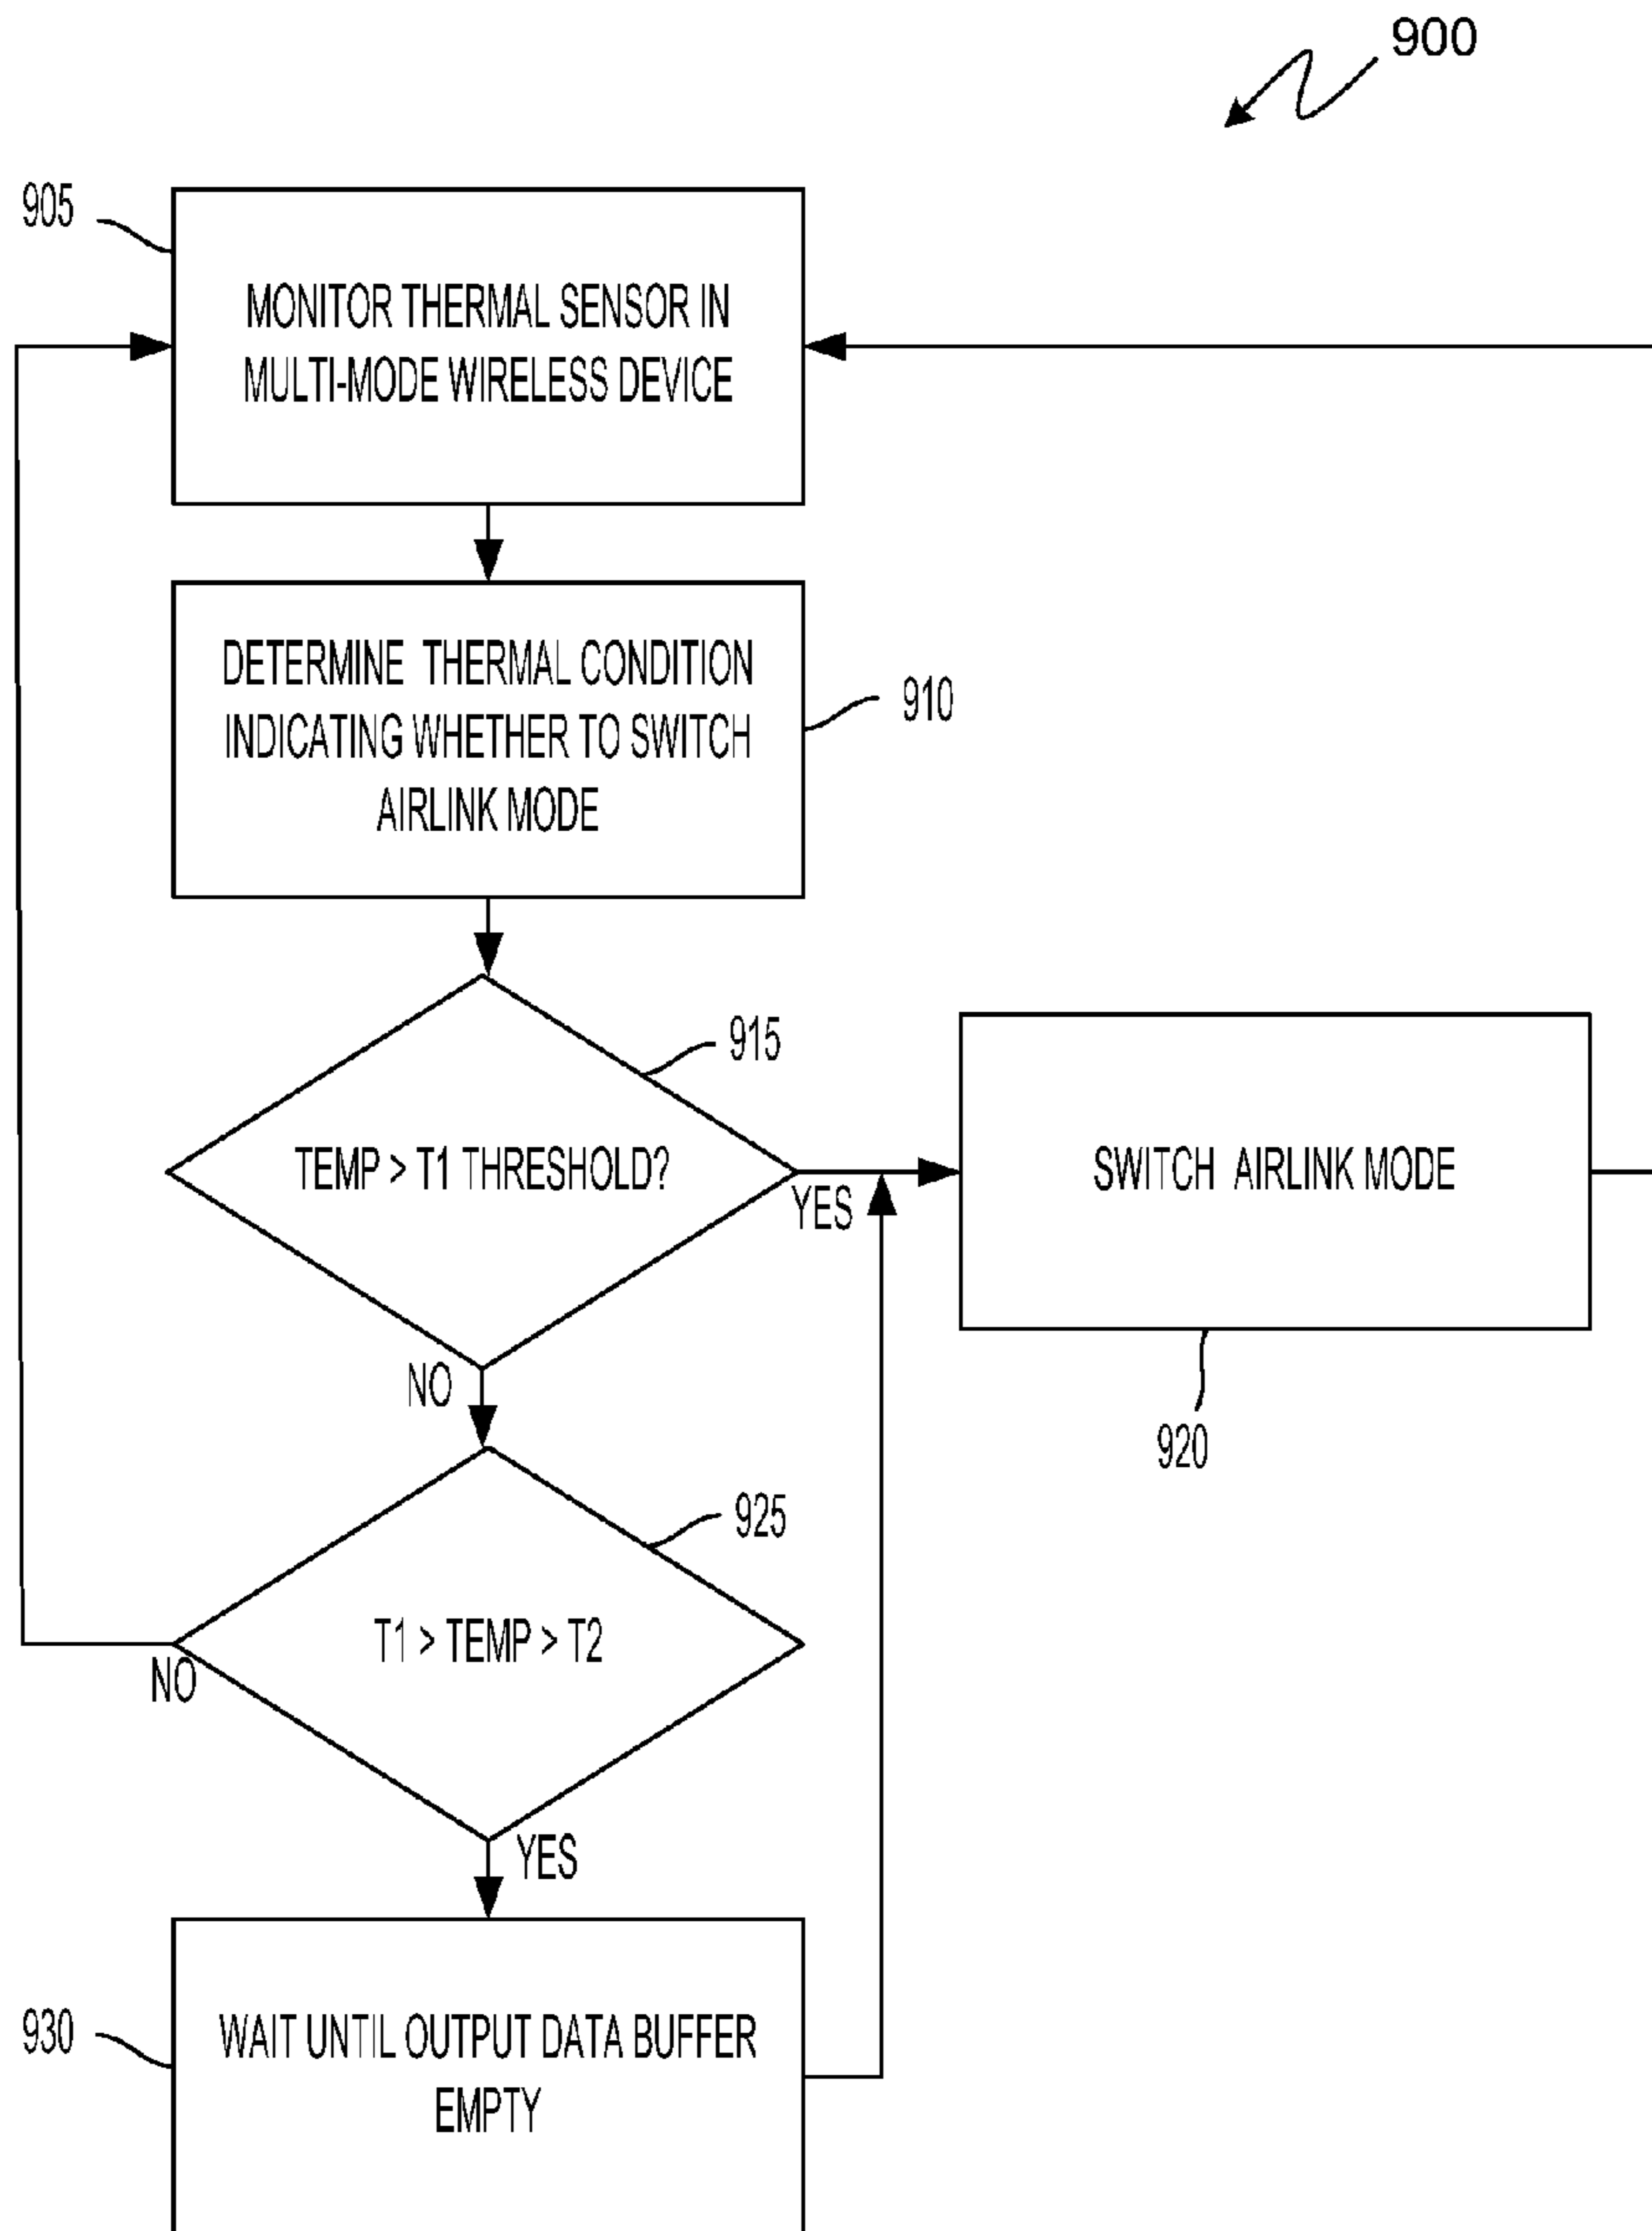 900
905
MONITOR THERMAL SENSOR IN
MULTI-MODE WIRELESS DEVICE
DETERMINE THERMAL CONDITION
INDICATING WHETHER TO SWITCH
AIRLINK MODE
910
915
TEMP > T1 THRESHOLD?
YES
SWITCH AIRLINK MODE
NO
920
925
T1 > TEMP > T2
NO
YES
930
WAIT UNTIL OUTPUT DATA BUFFER
EMPTY